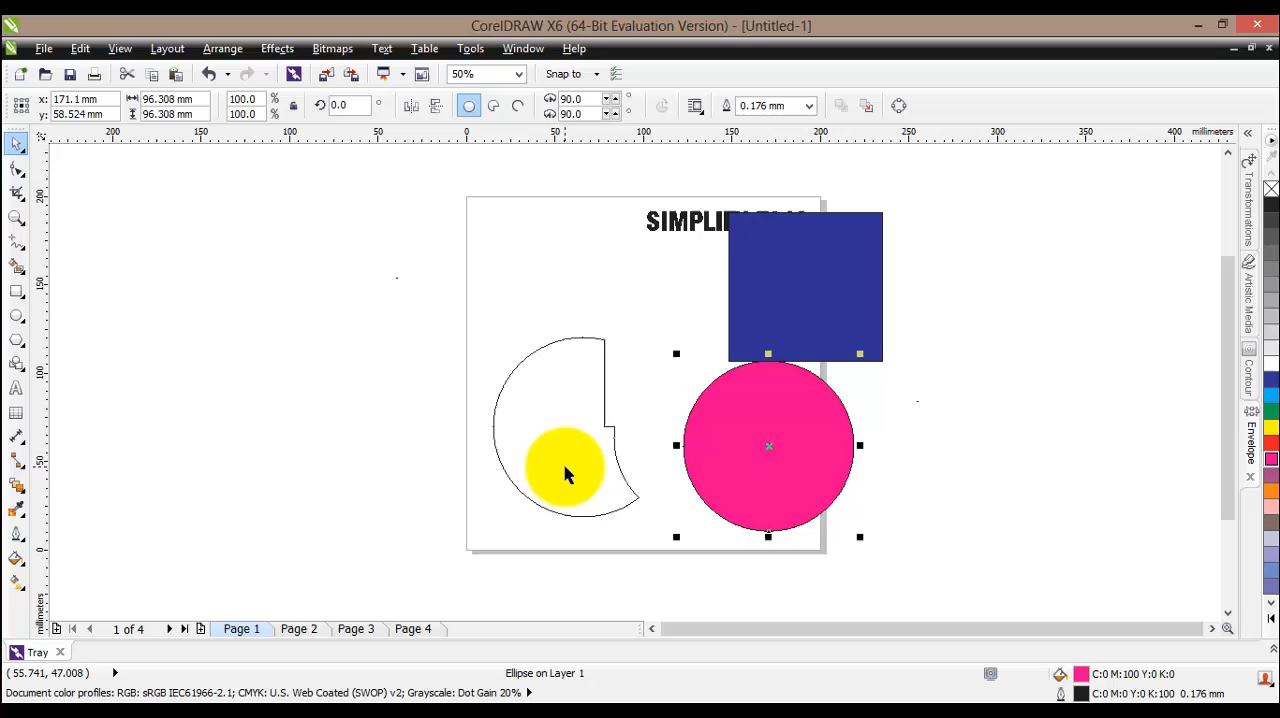 CorelDRAW X6 (64-Bit Evaluation Version) - [Untitled-1]
File Edit View Layout Arrange Effects Bitmaps Text Table Tools Window Help
50% Snap to
x: 171.1 mm 96.308 mm 100.0 % 0.0 ° 90.0 ° 0.176 mm
y: 58.524 mm 96.308 mm 100.0 % 90.0
200 150 100 50 0 50 100 150 200 250 300 350 400 millimeters
200
150
100
50
0
millimeters
Transformations
Artistic Media
Contour
Envelope
1 of 4 Page 1 Page 2 Page 3 Page 4
Tray
(55.741, 47.008) Ellipse on Layer 1 C:0 M:100 Y:0 K:0
Document color profiles: RGB: sRGB IEC61966-2.1; CMYK: U.S. Web Coated (SWOP) v2; Grayscale: Dot Gain 20% C:0 M:0 Y:0 K:100 0.176 mm